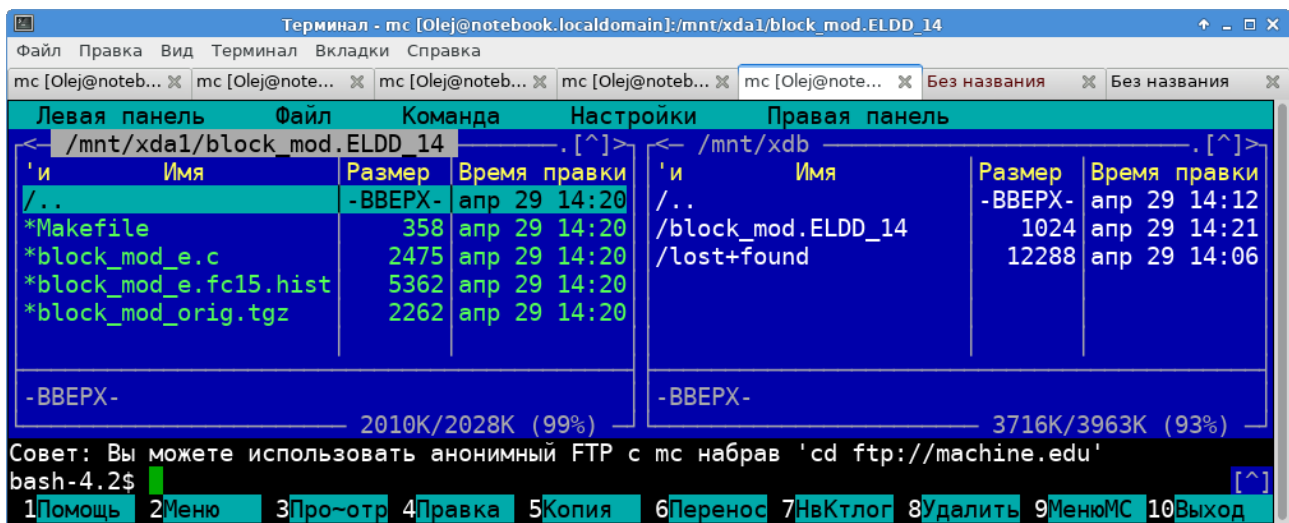 Терминал - mc [Olej@notebook.localdomain]:/mnt/xda1/block_mod.ELDD_14
Файл Правка Вид Терминал Вкладки Справка
mc [Olej@noteb... mc [Olej@note... mc [Olej@noteb... mc [Olej@noteb... mc [Olej@note... Без названия Без названия
Левая панель Файл Команда Настройки Правая панель
<─ /mnt/xda1/block_mod.ELDD_14 ─.[^]> <─ /mnt/xdb ─.[^]>
'и Имя Размер Время правки 'и Имя Размер Время правки
/.. -ВВЕРХ- апр 29 14:20 /.. -ВВЕРХ- апр 29 14:12
*Makefile 358 апр 29 14:20 /block_mod.ELDD_14 1024 апр 29 14:21
*block_mod_e.c 2475 апр 29 14:20 /lost+found 12288 апр 29 14:06
*block_mod_e.fc15.hist 5362 апр 29 14:20
*block_mod_orig.tgz 2262 апр 29 14:20
-ВВЕРХ- -ВВЕРХ-
2010K/2028K (99%) 3716K/3963K (93%)
Совет: Вы можете использовать анонимный FTP с mc набрав 'cd ftp://machine.edu'
bash-4.2$ [^]
1Помощь 2Меню 3Про~отр 4Правка 5Копия 6Перенос 7НвКтлог 8Удалить 9МенюMC 10Выход